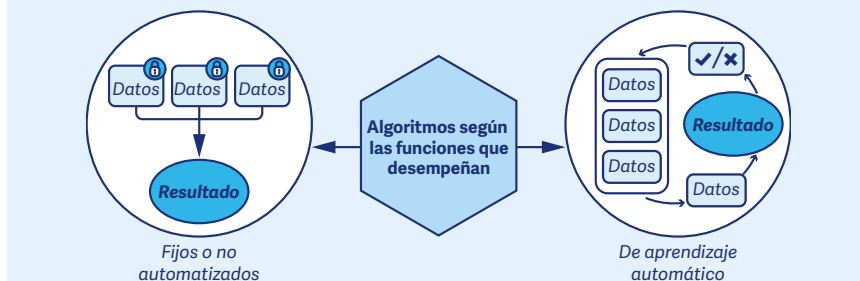 Datos
Datos
Datos
Resultado
Fijos o no
automatizados
Algoritmos según
las funciones que
desempeñan
Datos
Datos
Datos
Datos
Resultado
De aprendizaje
automático